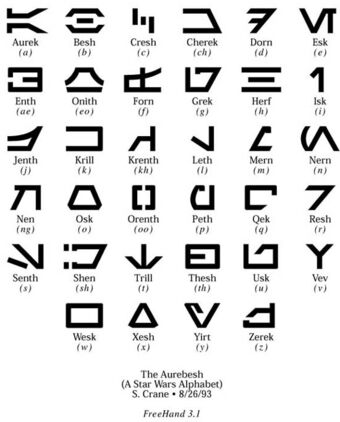 Aurek Besh Cresh Cherek Dorn Esk
(a) (b) (c) (ch) (d) (e)
Enth Onith Forn Grek Herf Isk
(ae) (eo) (f) (g) (h) (i)
Jenth Krill Krenth Leth Mern Nern
(j) (k) (kh) (l) (m) (n)
Nen Osk Orenth Peth Qek Resh
(ng) (o) (oo) (p) (q) (r)
Senth Shen Trill Thesh Usk Vev
(s) (sh) (t) (th) (u) (v)
Wesk Xesh Yirt Zerek
(w) (x) (y) (z)
The Aurebesh
(A Star Wars Alphabet)
S. Crane • 8/26/93
FreeHand 3.1